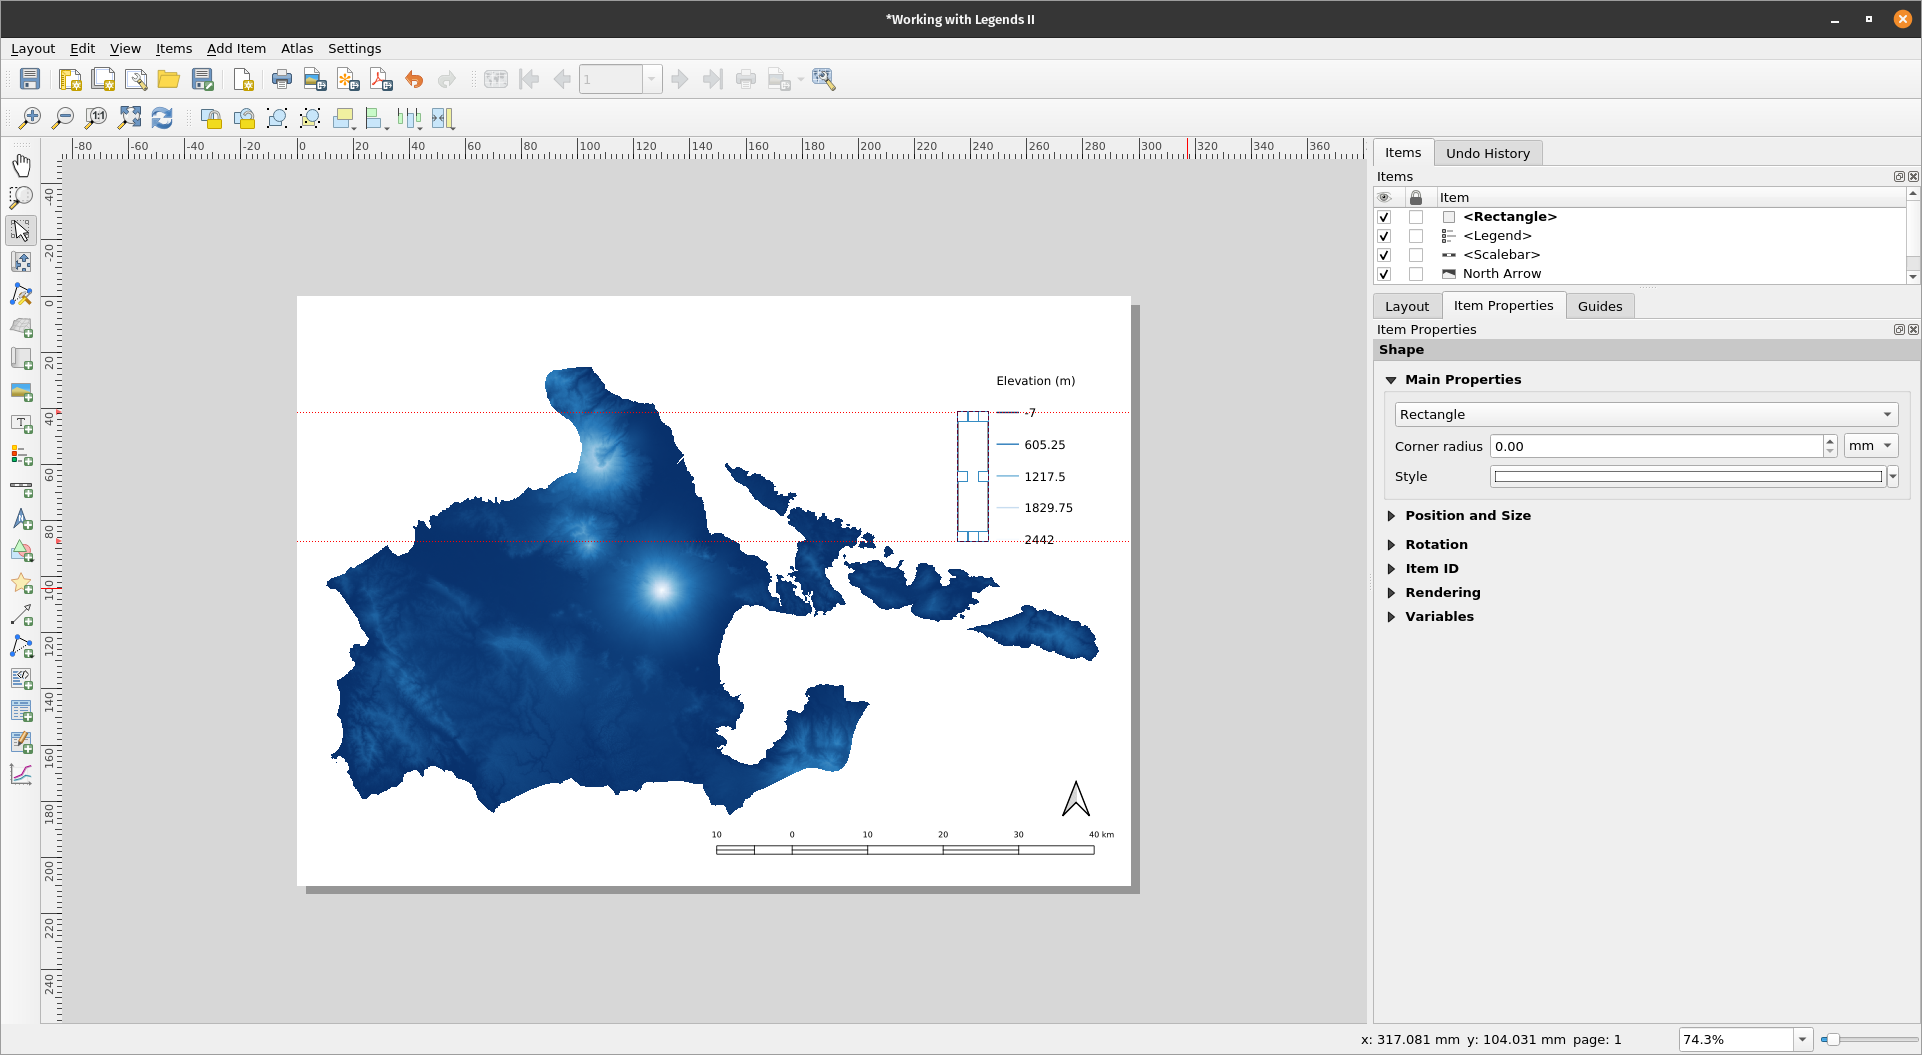 *Working with Legends II
Layout Edit View Items Add Item Atlas Settings
1
1:1
-80 -60 -40 -20 0 20 40 60 80 100 120 140 160 180 200 220 240 260 280 300 320 340 360
-40
-20
0
20
40
60
80
100
120
140
160
180
200
220
240
Elevation (m)
-7
605.25
1217.5
1829.75
2442
10 0 10 20 30 40 km
Items Undo History
Items
Item
<Rectangle>
<Legend>
<Scalebar>
North Arrow
Layout Item Properties Guides
Item Properties
Shape
Main Properties
Rectangle
Corner radius 0.00 mm
Style
Position and Size
Rotation
Item ID
Rendering
Variables
x: 317.081 mm y: 104.031 mm page: 1 74.3%